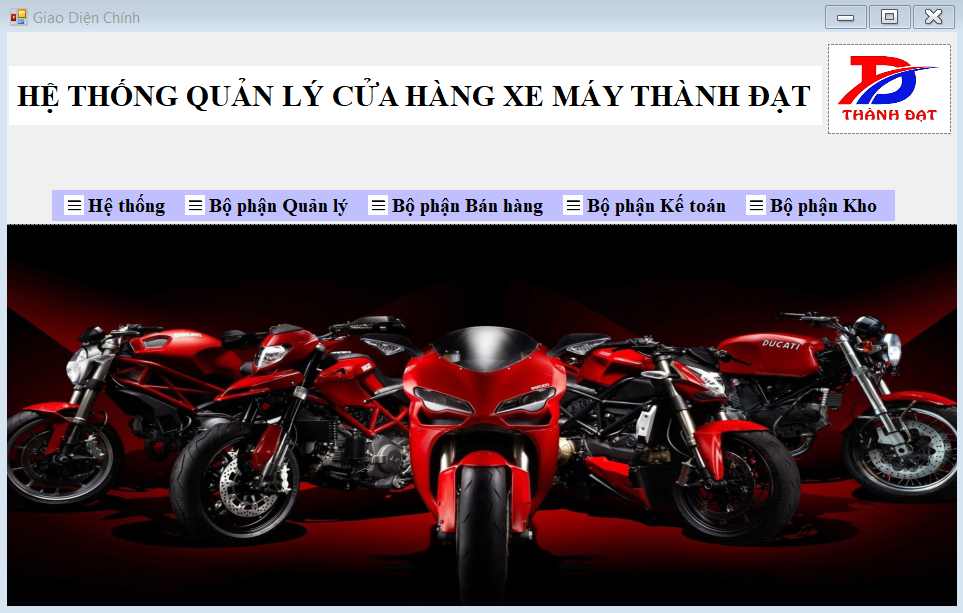 Giao Diện Chính
HỆ THỐNG QUẢN LÝ CỬA HÀNG XE MÁY THÀNH ĐẠT
THÀNH ĐẠT
Hệ thống Bộ phận Quản lý Bộ phận Bán hàng Bộ phận Kế toán Bộ phận Kho
DUCATI
DUCATI